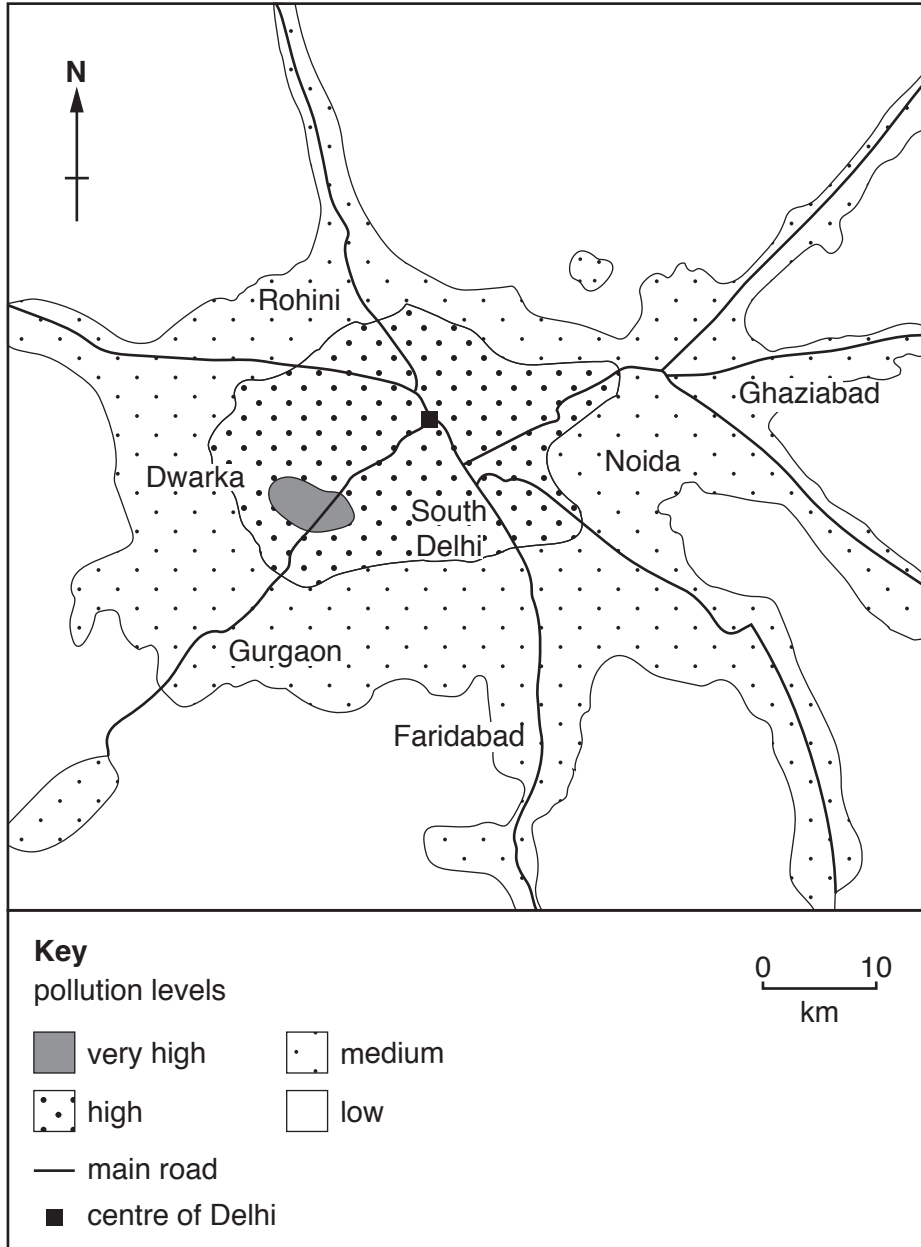 N
Rohini
Ghaziabad
Dwarka
Noida
South
Delhi
Gurgaon
Faridabad
Key
pollution levels
0 10
km
very high
medium
high
low
main road
centre of Delhi